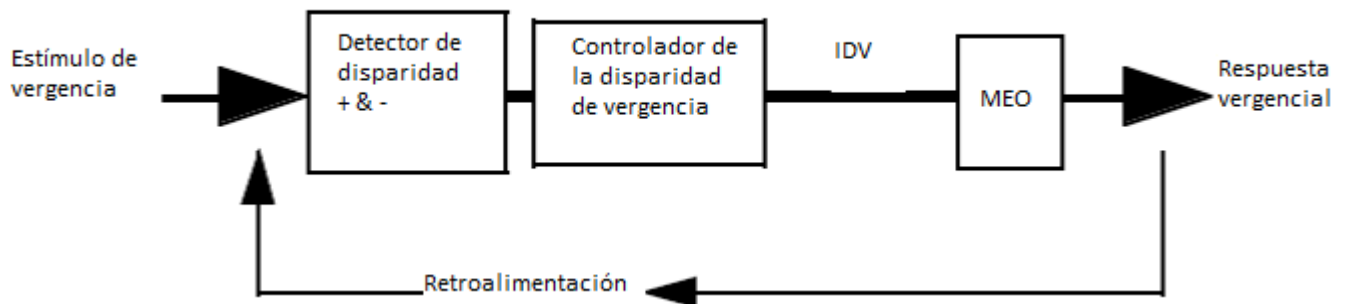 Estímulo de
vergencia
Detector de
disparidad
+ & -
Controlador de
la disparidad
de vergencia
IDV
MEO
Respuesta
vergencial
Retroalimentación